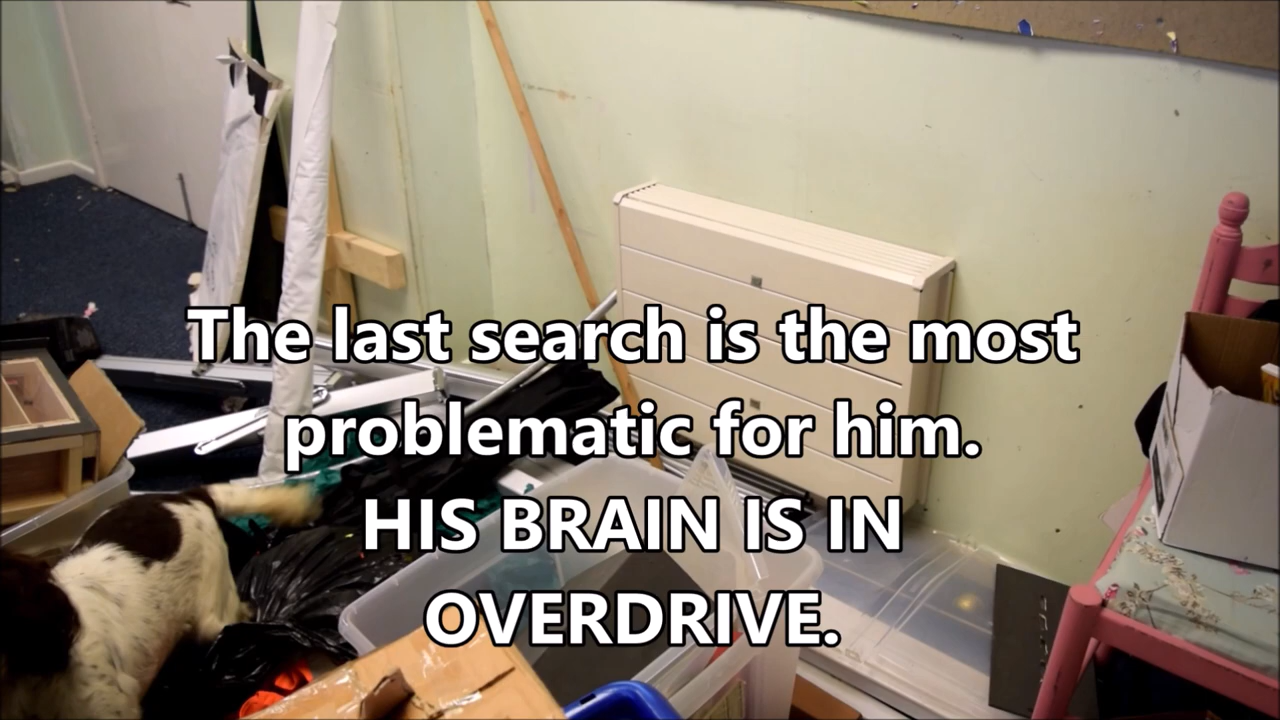 The last search is the most
problematic for him.
HIS BRAIN IS IN
OVERDRIVE.